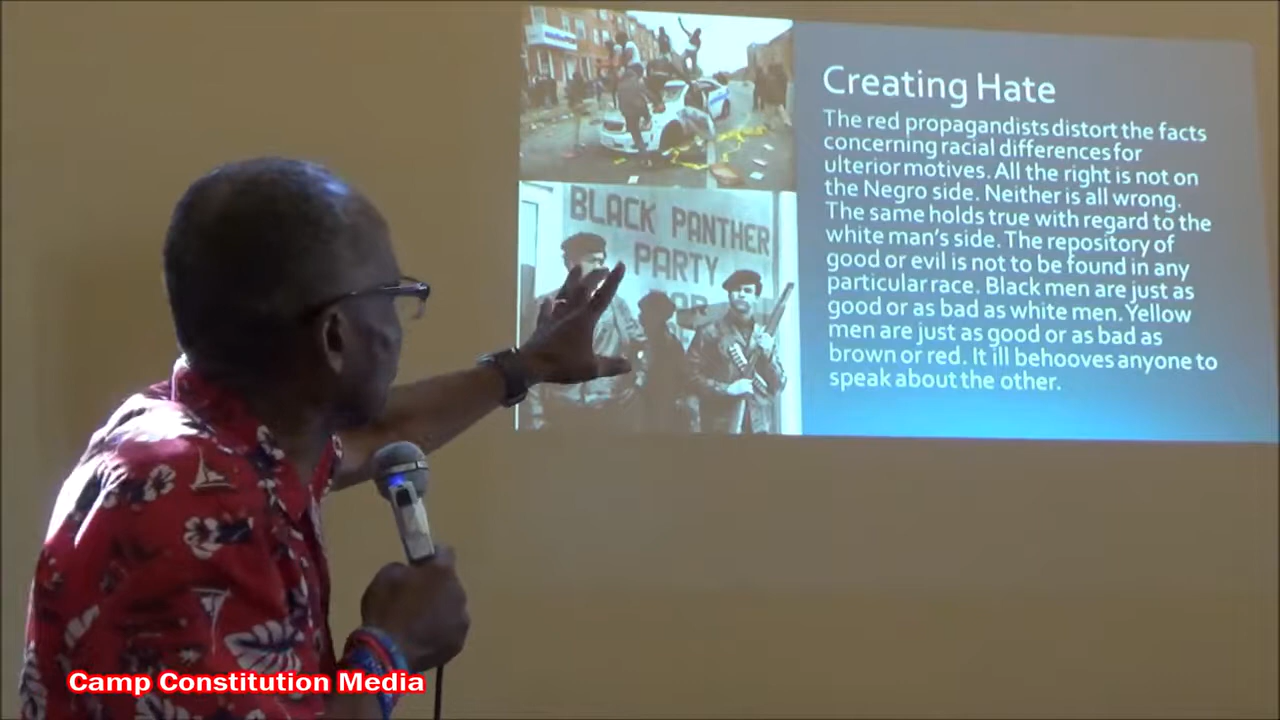 Creating Hate
The red propagandists distort the facts
concerning racial differences for
ulterior motives. All the right is not on
the Negro side. Neither is all wrong.
The same holds true with regard to the
white man's side. The repository of
good or evil is not to be found in any
particular race. Black men are just as
good or as bad as white men. Yellow
men are just as good or as bad as
brown or red. It ill behooves anyone to
speak about the other.
BLACK PANTHER
PARTY
Camp Constitution Media